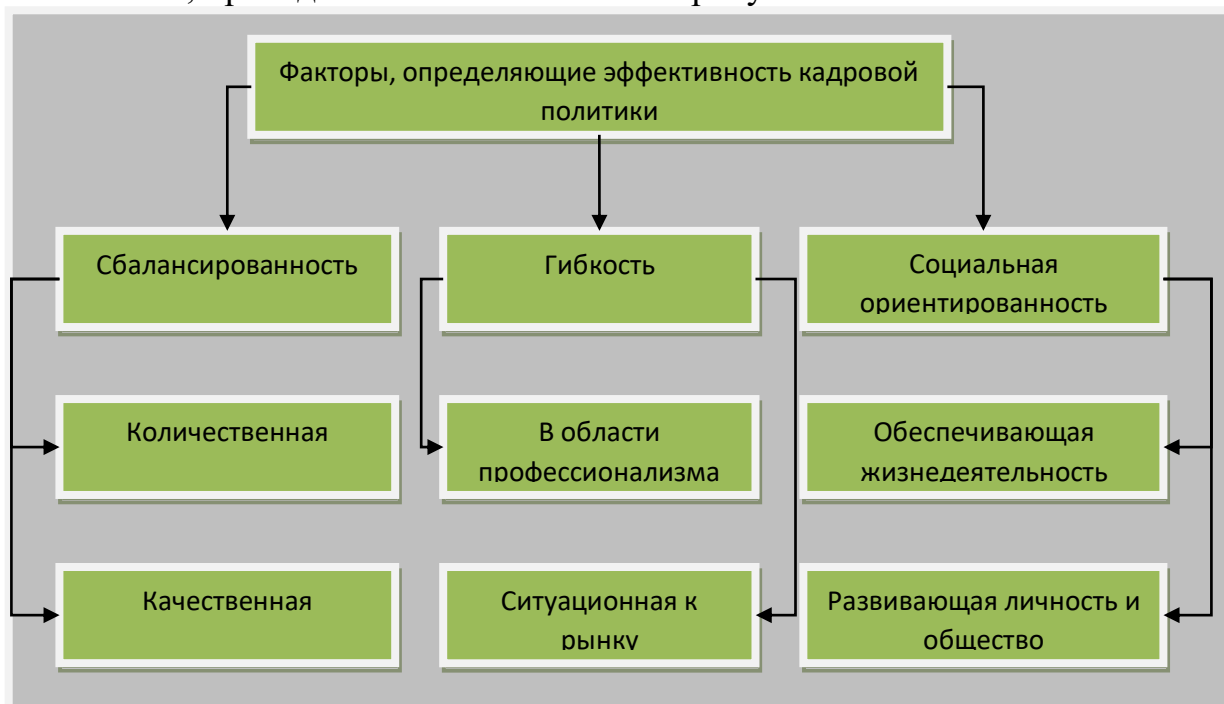 Факторы, определяющие эффективность кадровой
политики
Сбалансированность
Гибкость
Социальная
ориентированность
Количественная
В области
профессионализма
Обеспечивающая
жизнедеятельность
Качественная
Ситуационная к
рынку
Развивающая личность и
общество